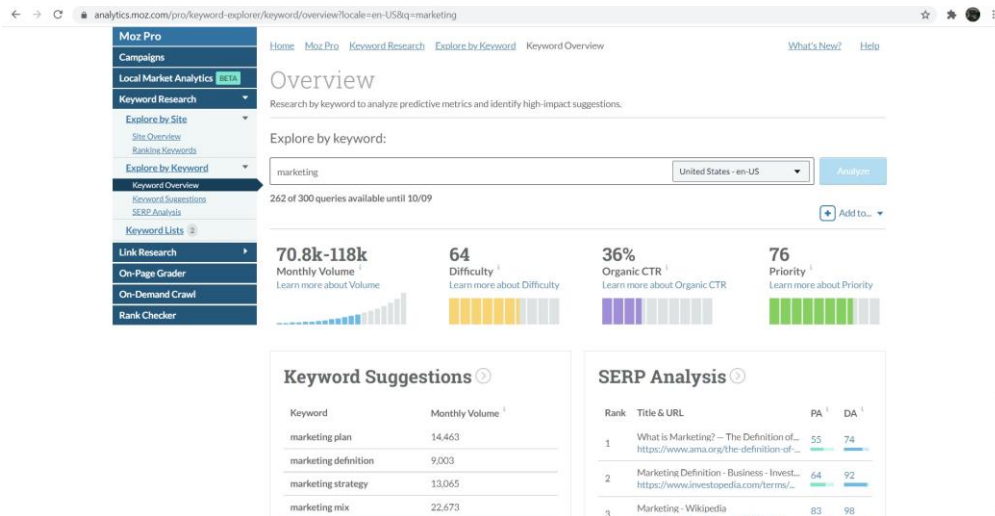 analytics.moz.com/pro/keyword-explorer/keyword/overview?locale=en-US&q=marketing
Moz Pro
Campaigns
Local Market Analytics BETA
Keyword Research
Explore by Site
Site Overview
Ranking Keywords
Explore by Keyword
Keyword Overview
Keyword Suggestions
SERP Analysis
Keyword Lists 2
Link Research
On-Page Grader
On-Demand Crawl
Rank Checker
Home Moz Pro Keyword Research Explore by Keyword Keyword Overview What's New? Help
Overview
Research by keyword to analyze predictive metrics and identify high-impact suggestions.
Explore by keyword:
marketing United States - en-US Analyze
262 of 300 queries available until 10/09
Add to...
70.8k-118k
Monthly Volume i
Learn more about Volume
64
Difficulty i
Learn more about Difficulty
36%
Organic CTR i
Learn more about Organic CTR
76
Priority i
Learn more about Priority
Keyword Suggestions
Keyword Monthly Volume i
marketing plan 14,463
marketing definition 9,003
marketing strategy 13,065
marketing mix 22,673
SERP Analysis
Rank Title & URL PA i DA i
1 What is Marketing? — The Definition of... 55 74
https://www.ama.org/the-definition-of-...
2 Marketing Definition - Business - Invest... 64 92
https://www.investopedia.com/terms/...
3 Marketing - Wikipedia 83 98